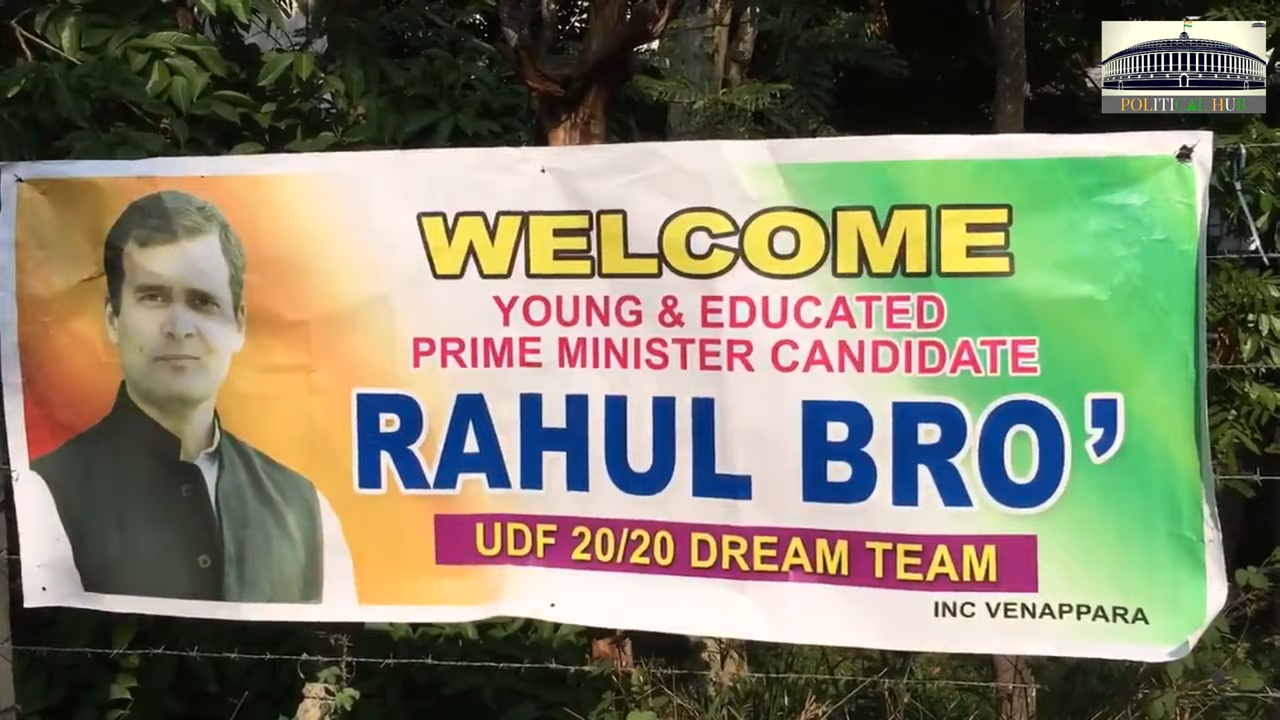 POLITICAL HUB
WELCOME
YOUNG & EDUCATED
PRIME MINISTER CANDIDATE
RAHUL BRO’
UDF 20/20 DREAM TEAM
INC VENAPPARA